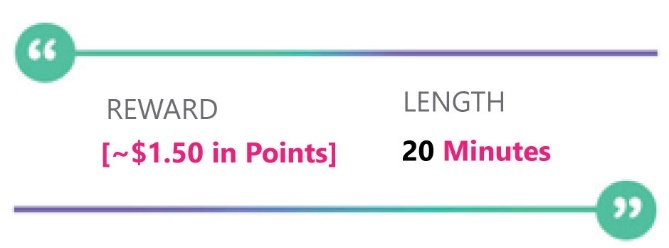 REWARD
[~$1.50 in Points]
LENGTH
20 Minutes